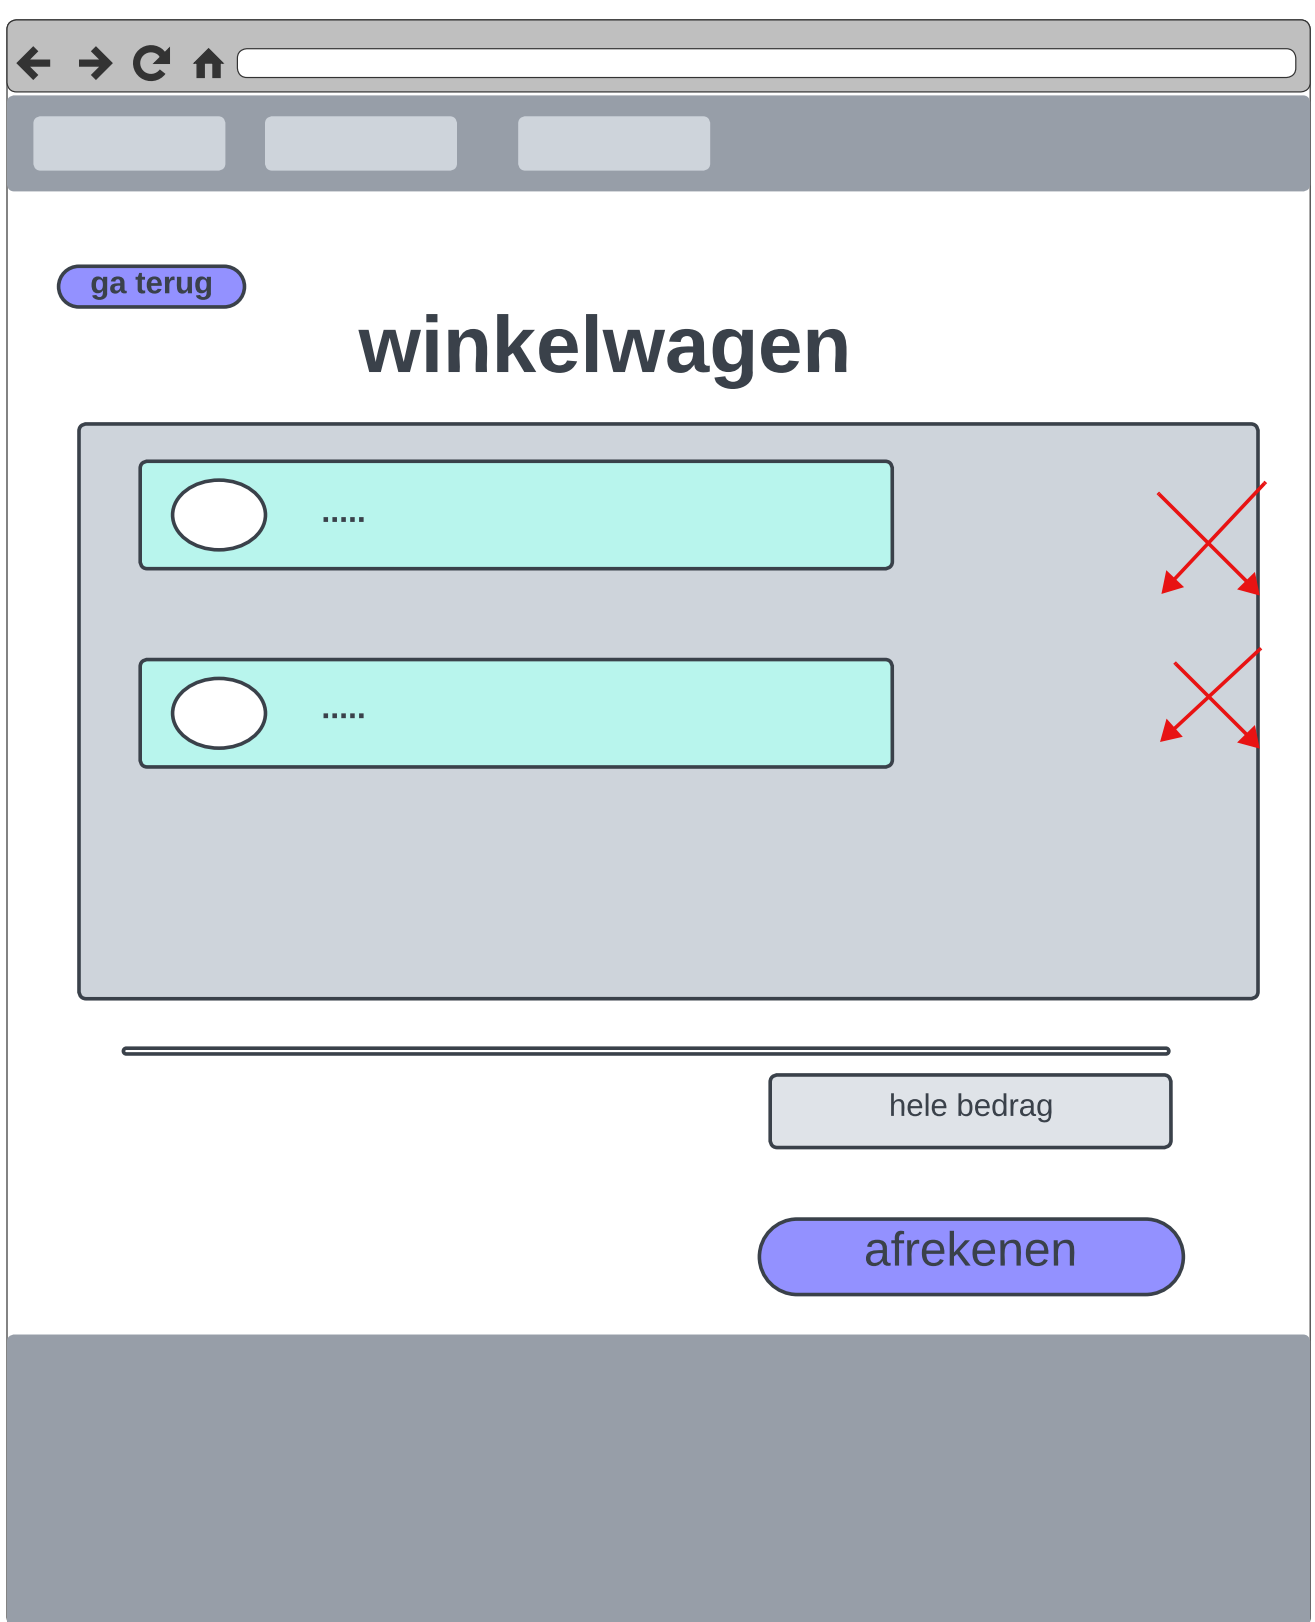 ga terug
winkelwagen
.....
.....
hele bedrag
afrekenen